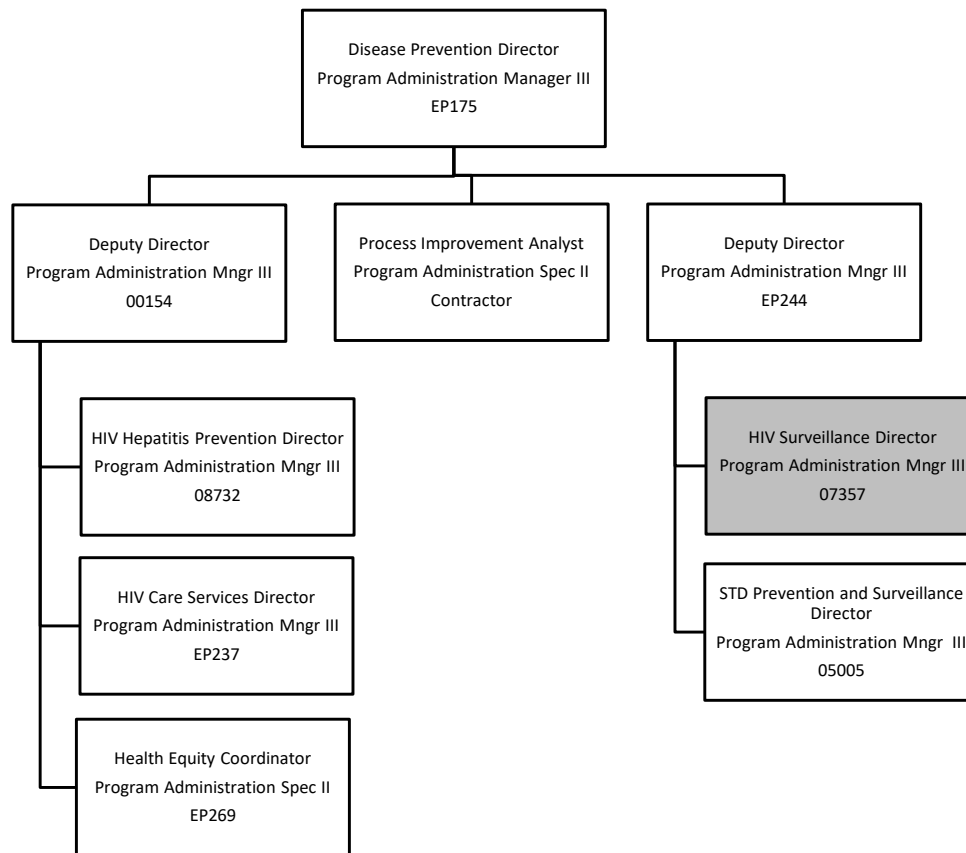 Disease Prevention Director
Program Administration Manager III
EP175
Deputy Director
Program Administration Mngr III
00154
Process Improvement Analyst
Program Administration Spec II
Contractor
Deputy Director
Program Administration Mngr III
EP244
HIV Hepatitis Prevention Director
Program Administration Mngr III
08732
HIV Care Services Director
Program Administration Mngr III
EP237
Health Equity Coordinator
Program Administration Spec II
EP269
HIV Surveillance Director
Program Administration Mngr III
07357
STD Prevention and Surveillance
Director
Program Administration Mngr III
05005